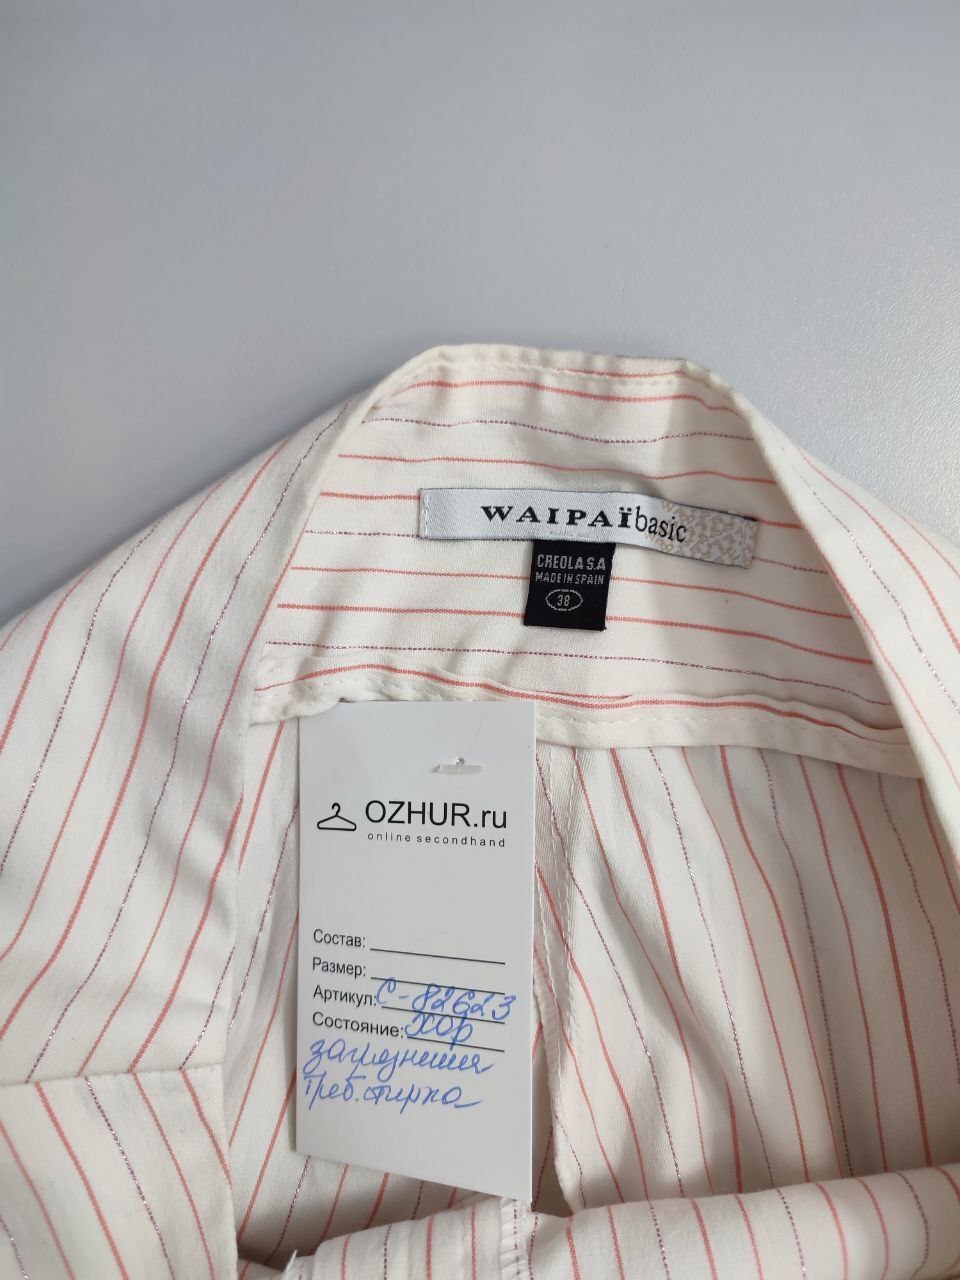 WAIPAÏbasic
CREOLA S.A
MADE IN SPAIN
38
OZHUR.ru
online secondhand
Состав:
Размер:
Артикул: С-82623
Состояние: хор
загрязнения
треб. стирка